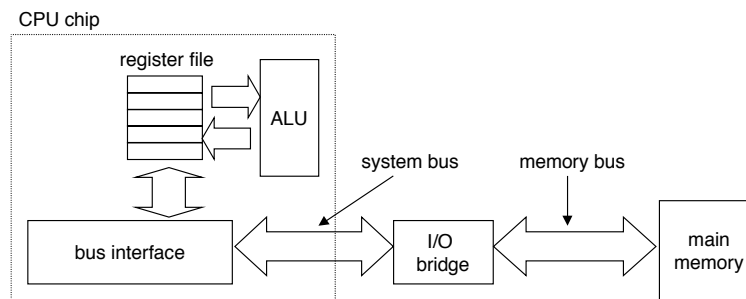 CPU chip
register file
ALU
system bus
memory bus
bus interface
I/O
bridge
main
memory